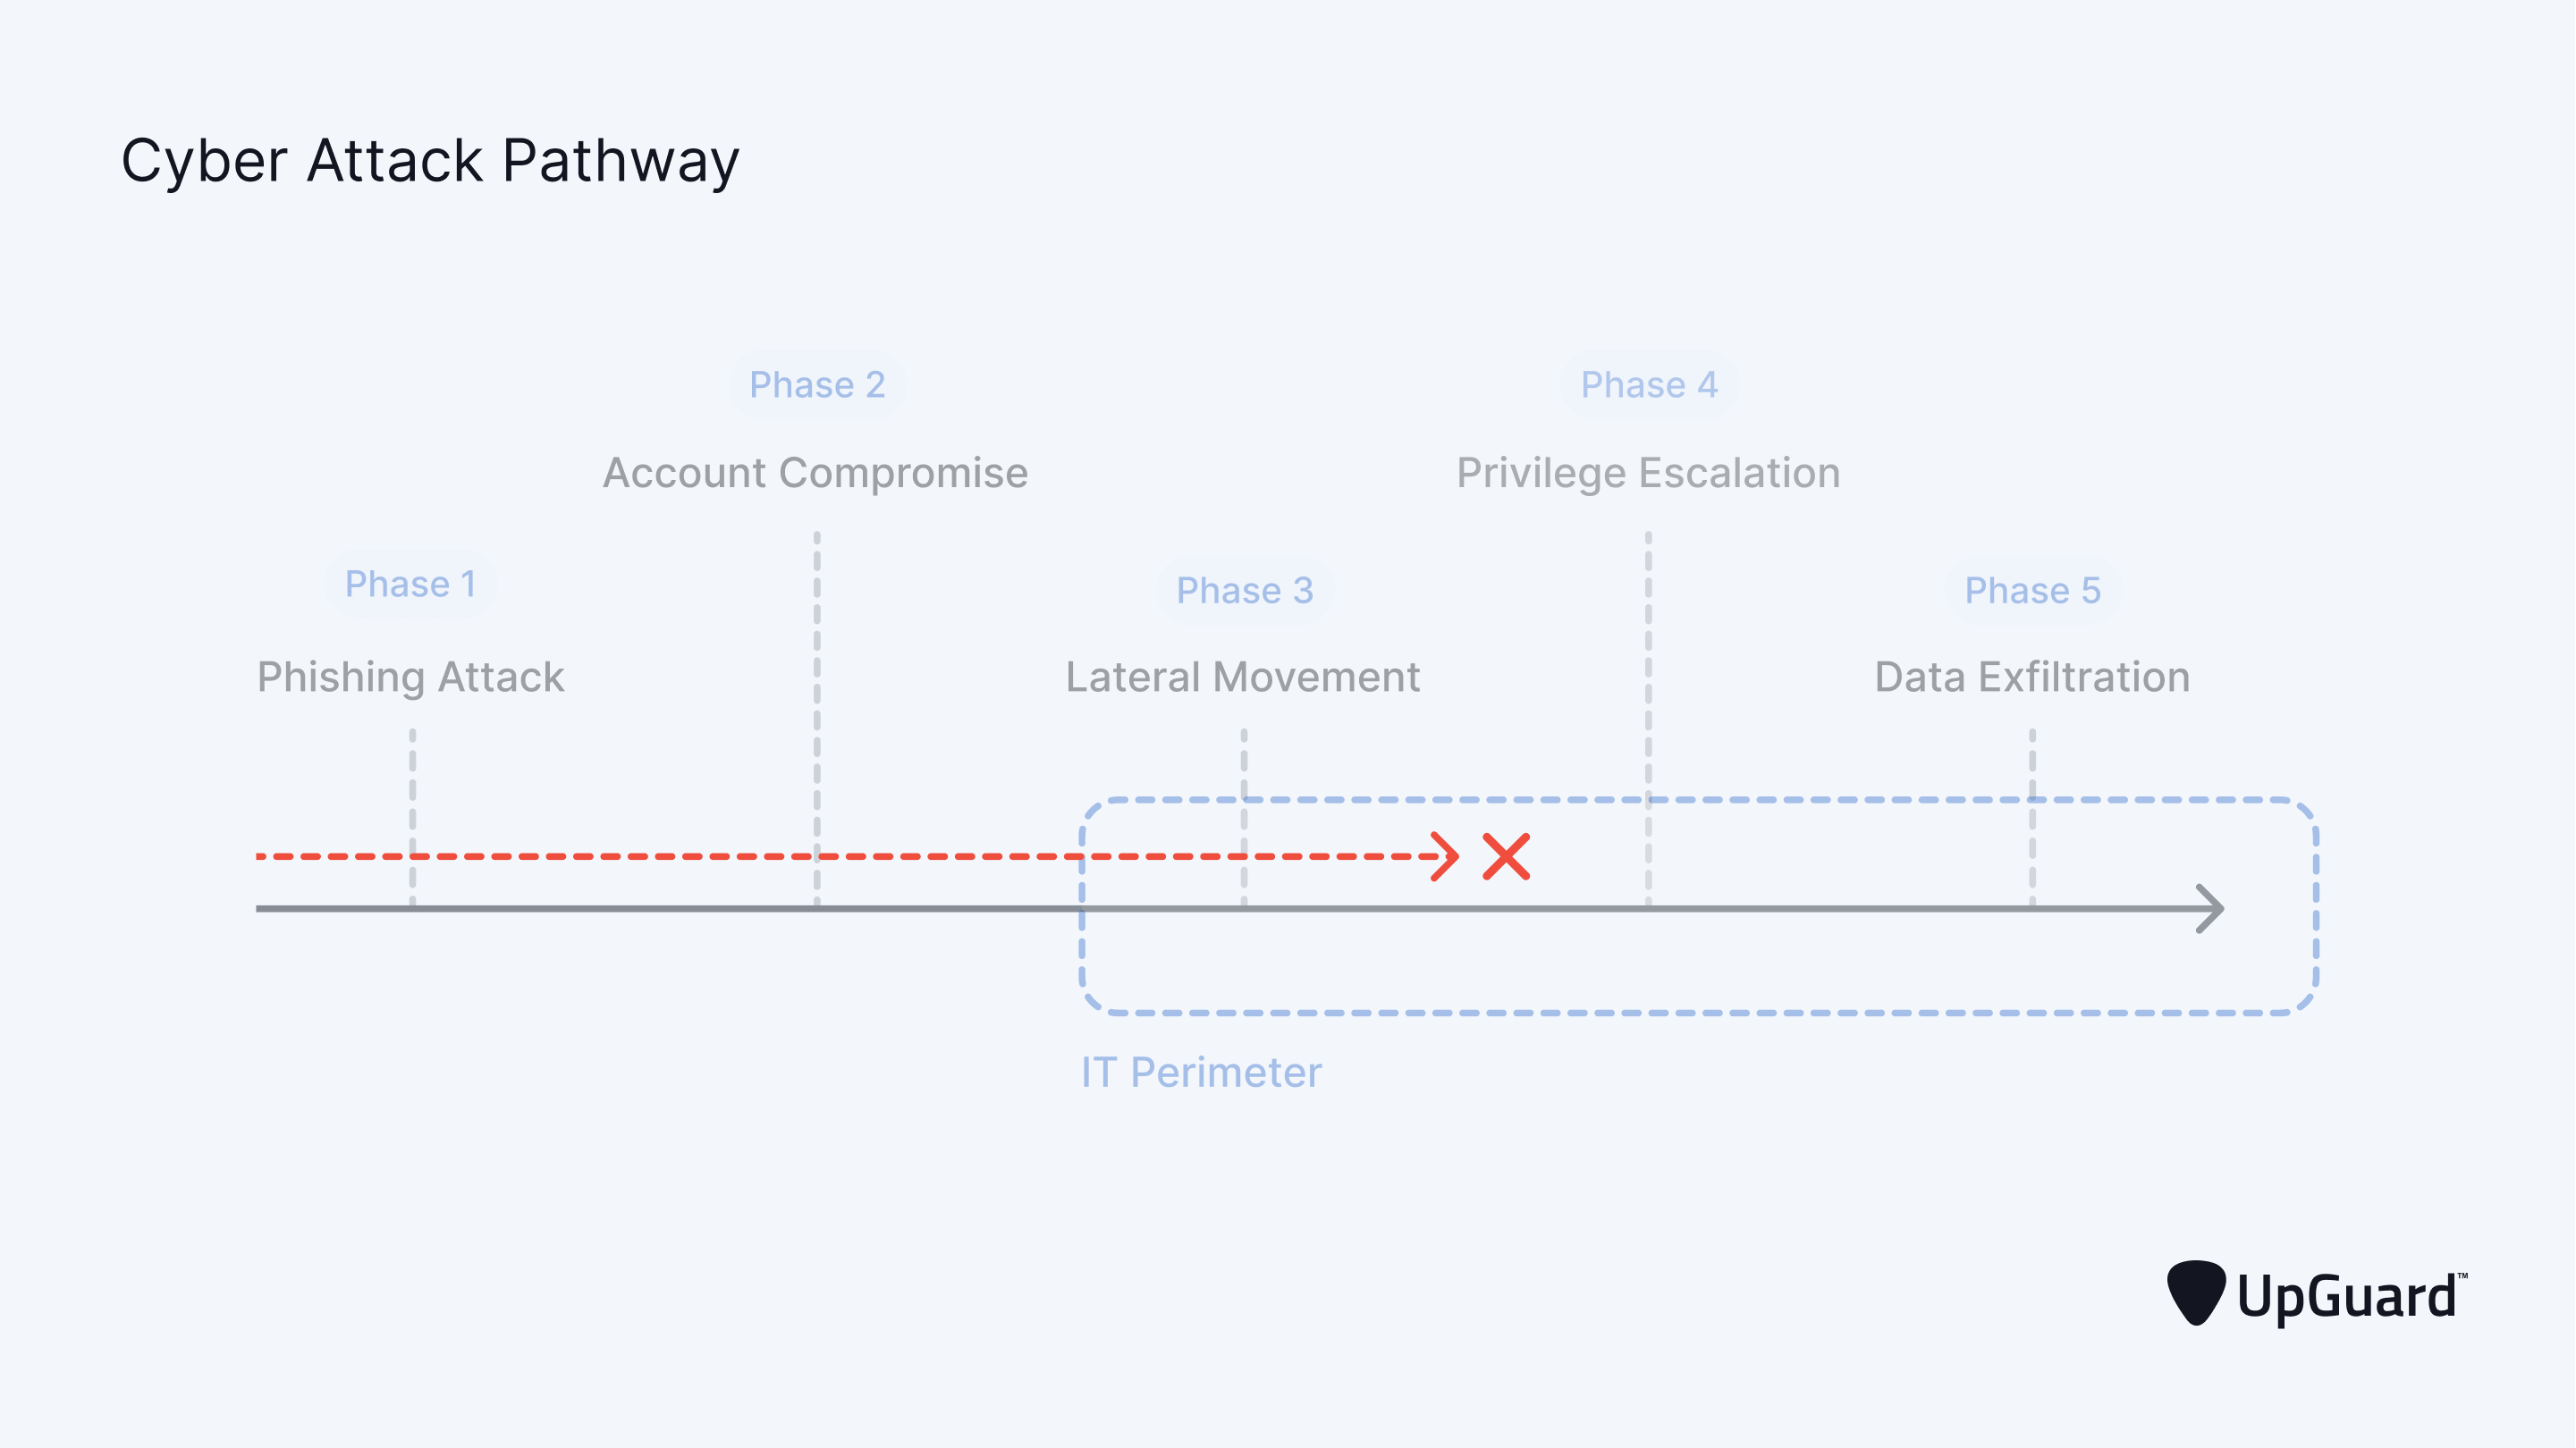 Cyber Attack Pathway
Phase 1
Phishing Attack
Phase 2
Account Compromise
Phase 3
Lateral Movement
Phase 4
Privilege Escalation
Phase 5
Data Exfiltration
IT Perimeter
UpGuard™